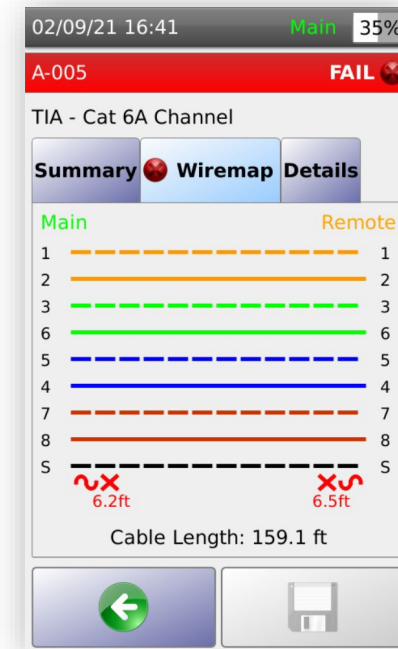 02/09/21 16:41 Main 35%
A-005 FAIL
TIA - Cat 6A Channel
Summary Wiremap Details
Main Remote
1 1
2 2
3 3
6 6
5 5
4 4
7 7
8 8
S S
6.2ft 6.5ft
Cable Length: 159.1 ft